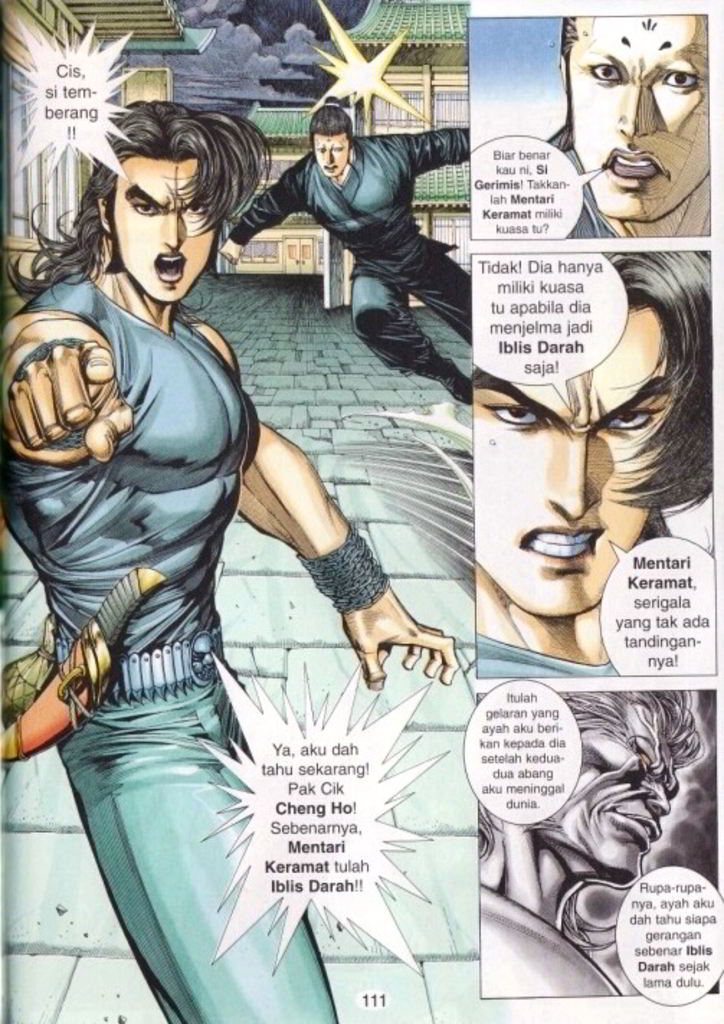 Cis,
si tem-
berang
!!
Biar benar
kau ni, Si
Gerimis! Takkan-
lah Mentari
Keramat miliki
kuasa tu?
Tidak! Dia hanya
miliki kuasa
tu apabila dia
menjelma jadi
Iblis Darah
saja!
Mentari
Keramat,
serigala
yang tak ada
tandingan-
nya!
Ya, aku dah
tahu sekarang!
Pak Cik
Cheng Ho!
Sebenarnya,
Mentari
Keramat tulah
Iblis Darah!!
Itulah
gelaran yang
ayah aku beri-
kan kepada dia
setelah kedua-
dua abang
aku meninggal
dunia.
Rupa-rupa-
nya, ayah aku
dah tahu siapa
gerangan
sebenar Iblis
Darah sejak
lama dulu.
111